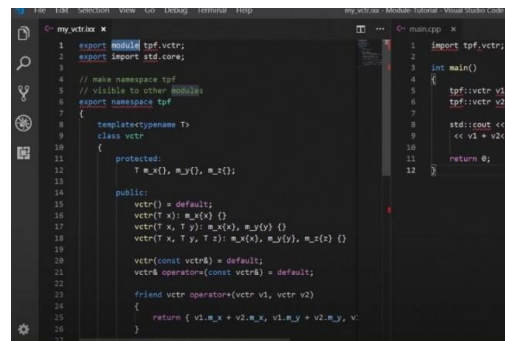 File Edit Selection View Go Debug Terminal Help
my_vctr.ixx - Module-Tutorial - Visual Studio Code
my_vctr.ixx ×
1 export module tpf.vctr;
2 export import std.core;
3
4 // make namespace tpf
5 // visible to other modules
6 export namespace tpf
7 {
8 template<typename T>
9 class vctr
10 {
11 protected:
12 T m_x{}, m_y{}, m_z{};
13
14 public:
15 vctr() = default;
16 vctr(T x): m_x{x} {}
17 vctr(T x, T y): m_x{x}, m_y{y} {}
18 vctr(T x, T y, T z): m_x{x}, m_y{y}, m_z{z} {}
19
20 vctr(const vctr&) = default;
21 vctr& operator=(const vctr&) = default;
22
23 friend vctr operator+(vctr v1, vctr v2)
24 {
25 return { v1.m_x + v2.m_x, v1.m_y + v2.m_y, v1
26 }
main.cpp ×
1 import tpf.vctr;
2
3 int main()
4 {
5 tpf::vctr v1
6 tpf::vctr v2
7
8 std::cout <<
9 << v1 + v2<
10
11 return 0;
12 }